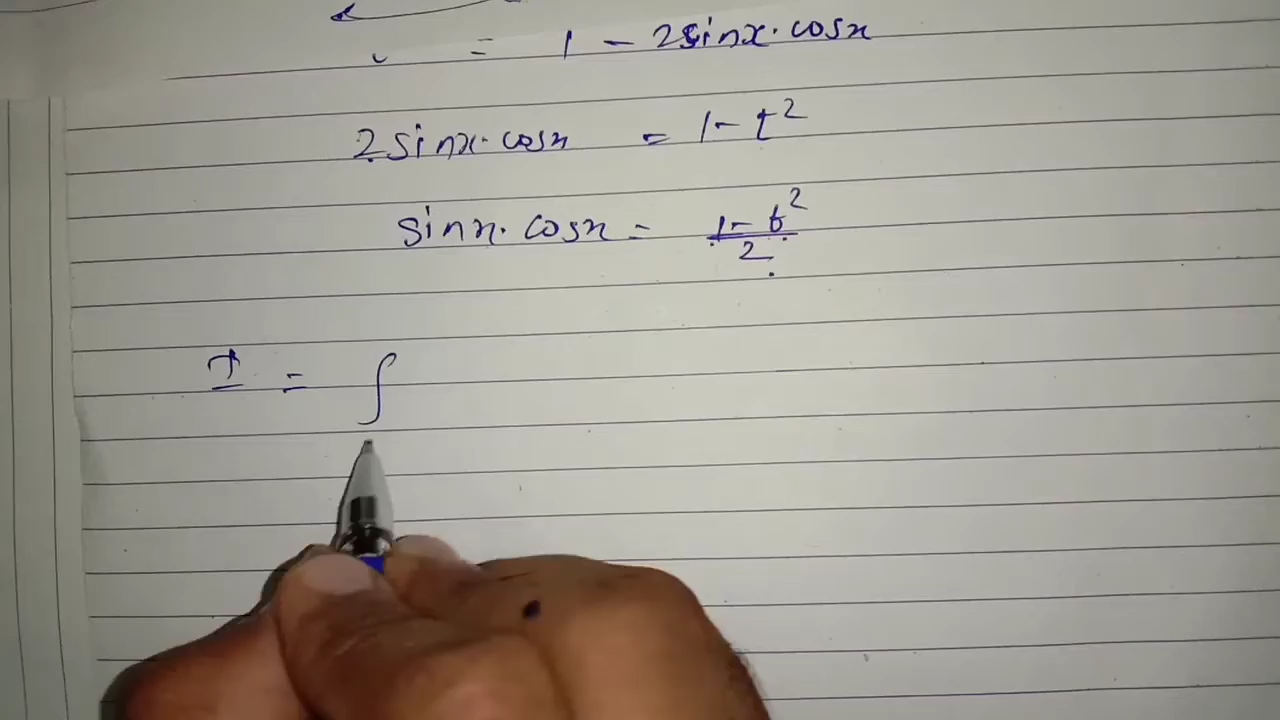 = 1 - 2sinx·cosx
2sinx·cosx = 1-t²
sinx·cosx = 1-t²/2
I = ∫